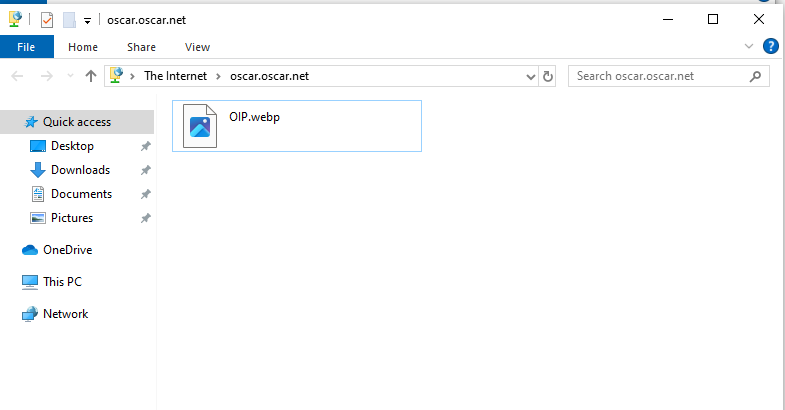 oscar.oscar.net
File Home Share View
The Internet oscar.oscar.net Search oscar.oscar.net
Quick access
Desktop
Downloads
Documents
Pictures
OneDrive
This PC
Network
OIP.webp